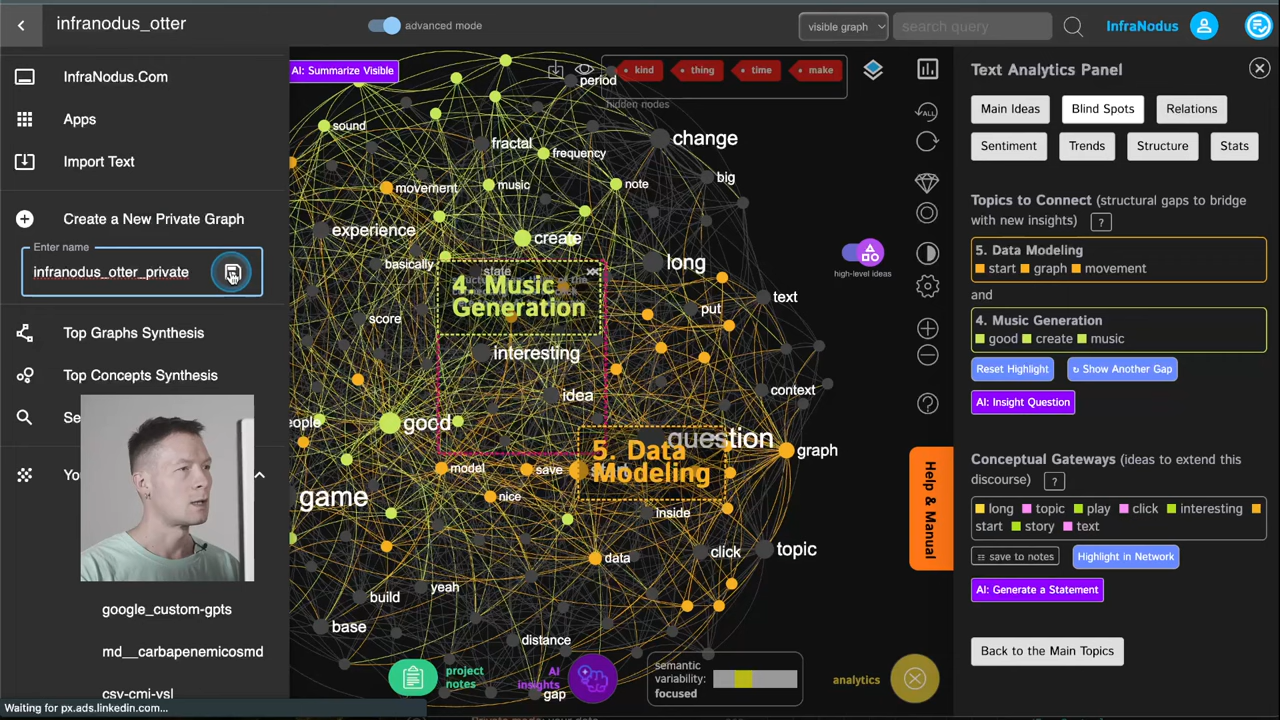 infranodus_otter
advanced mode
visible graph
search query
InfraNodus
InfraNodus.Com
Apps
Import Text
Create a New Private Graph
Enter name
infranodus_otter_private
Top Graphs Synthesis
Top Concepts Synthesis
Se
Yo
google_custom-gpts
md__carbapenemicosmd
csv-cmi-vsl
Waiting for px.ads.linkedin.com...
AI: Summarize Visible
kind
thing
time
make
hidden nodes
period
sound
fractal
change
frequency
big
movement
music
note
experience
create
basically
long
state
4. Music
Generation
text
put
score
interesting
context
idea
eople
good
question
graph
5. Data
Modeling
model
save
game
nice
inside
data
click
topic
yeah
build
base
distance
gap
high-level ideas
project
notes
AI
insights
semantic
variability:
focused
analytics
ALL
Help & Manual
Text Analytics Panel
Main Ideas
Blind Spots
Relations
Sentiment
Trends
Structure
Stats
Topics to Connect (structural gaps to bridge
with new insights) ?
5. Data Modeling
start graph movement
and
4. Music Generation
good create music
Reset Highlight
↻ Show Another Gap
AI: Insight Question
Conceptual Gateways (ideas to extend this
discourse) ?
long topic play click interesting
start story text
save to notes
Highlight in Network
AI: Generate a Statement
Back to the Main Topics